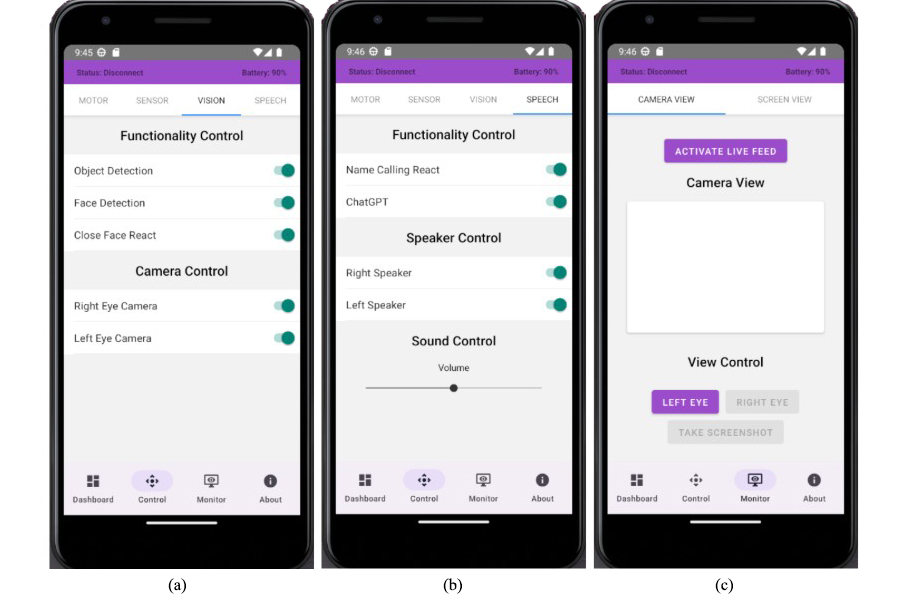 9:45
Status: Disconnect Battery: 90%
MOTOR SENSOR VISION SPEECH
Functionality Control
Object Detection
Face Detection
Close Face React
Camera Control
Right Eye Camera
Left Eye Camera
Dashboard Control Monitor About
(a)
9:46
Status: Disconnect Battery: 90%
MOTOR SENSOR VISION SPEECH
Functionality Control
Name Calling React
ChatGPT
Speaker Control
Right Speaker
Left Speaker
Sound Control
Volume
Dashboard Control Monitor About
(b)
9:46
Status: Disconnect Battery: 90%
CAMERA VIEW SCREEN VIEW
ACTIVATE LIVE FEED
Camera View
View Control
LEFT EYE RIGHT EYE
TAKE SCREENSHOT
Dashboard Control Monitor About
(c)